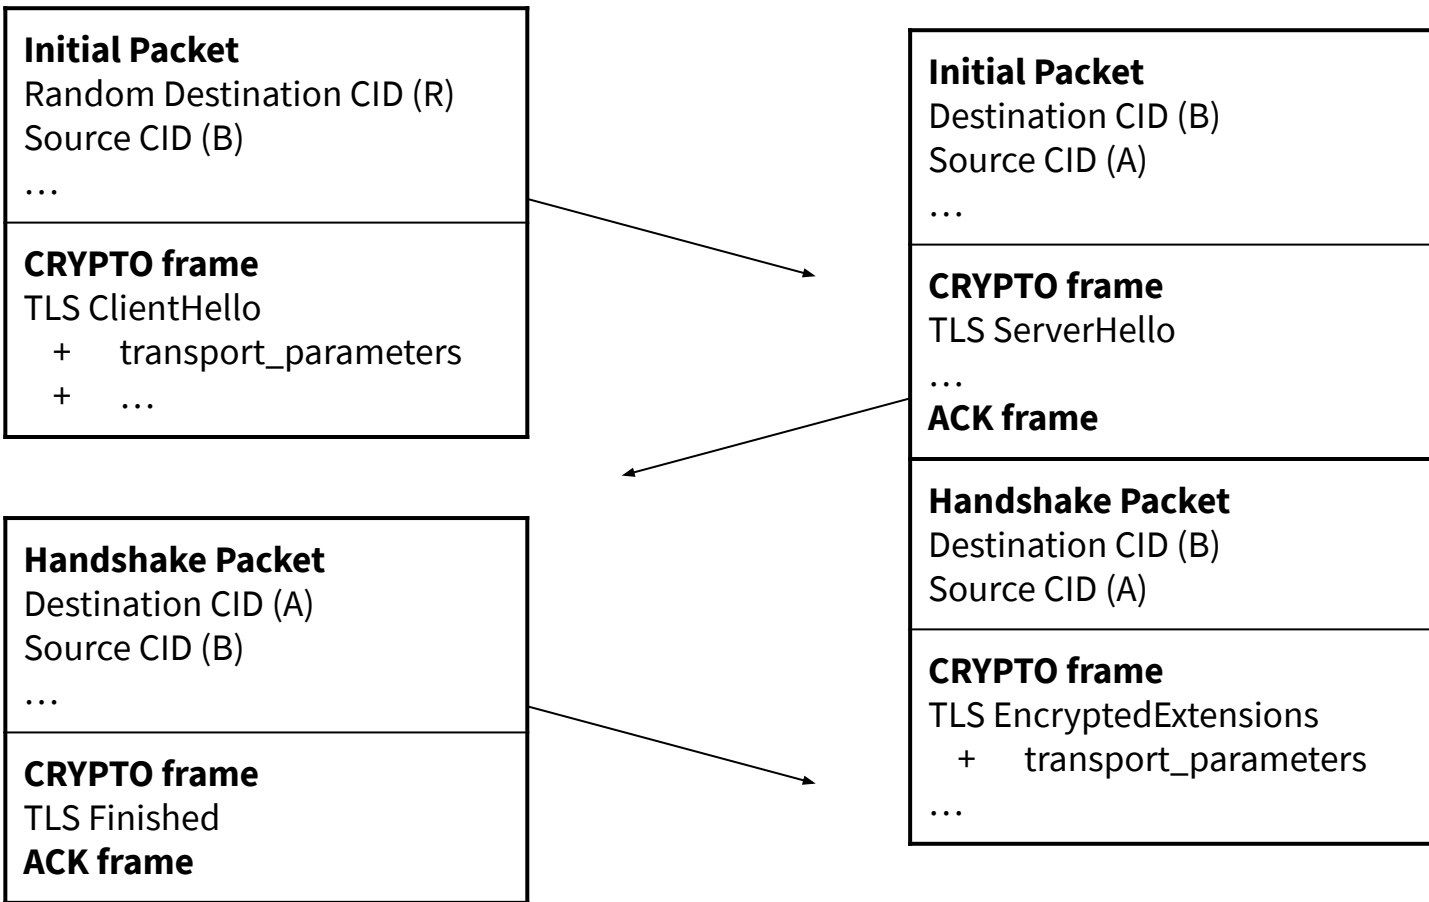 Initial Packet
Random Destination CID (R)
Source CID (B)
…
CRYPTO frame
TLS ClientHello
+ transport_parameters
+ …
Initial Packet
Destination CID (B)
Source CID (A)
…
CRYPTO frame
TLS ServerHello
…
ACK frame
Handshake Packet
Destination CID (B)
Source CID (A)
CRYPTO frame
TLS EncryptedExtensions
+ transport_parameters
…
Handshake Packet
Destination CID (A)
Source CID (B)
…
CRYPTO frame
TLS Finished
ACK frame